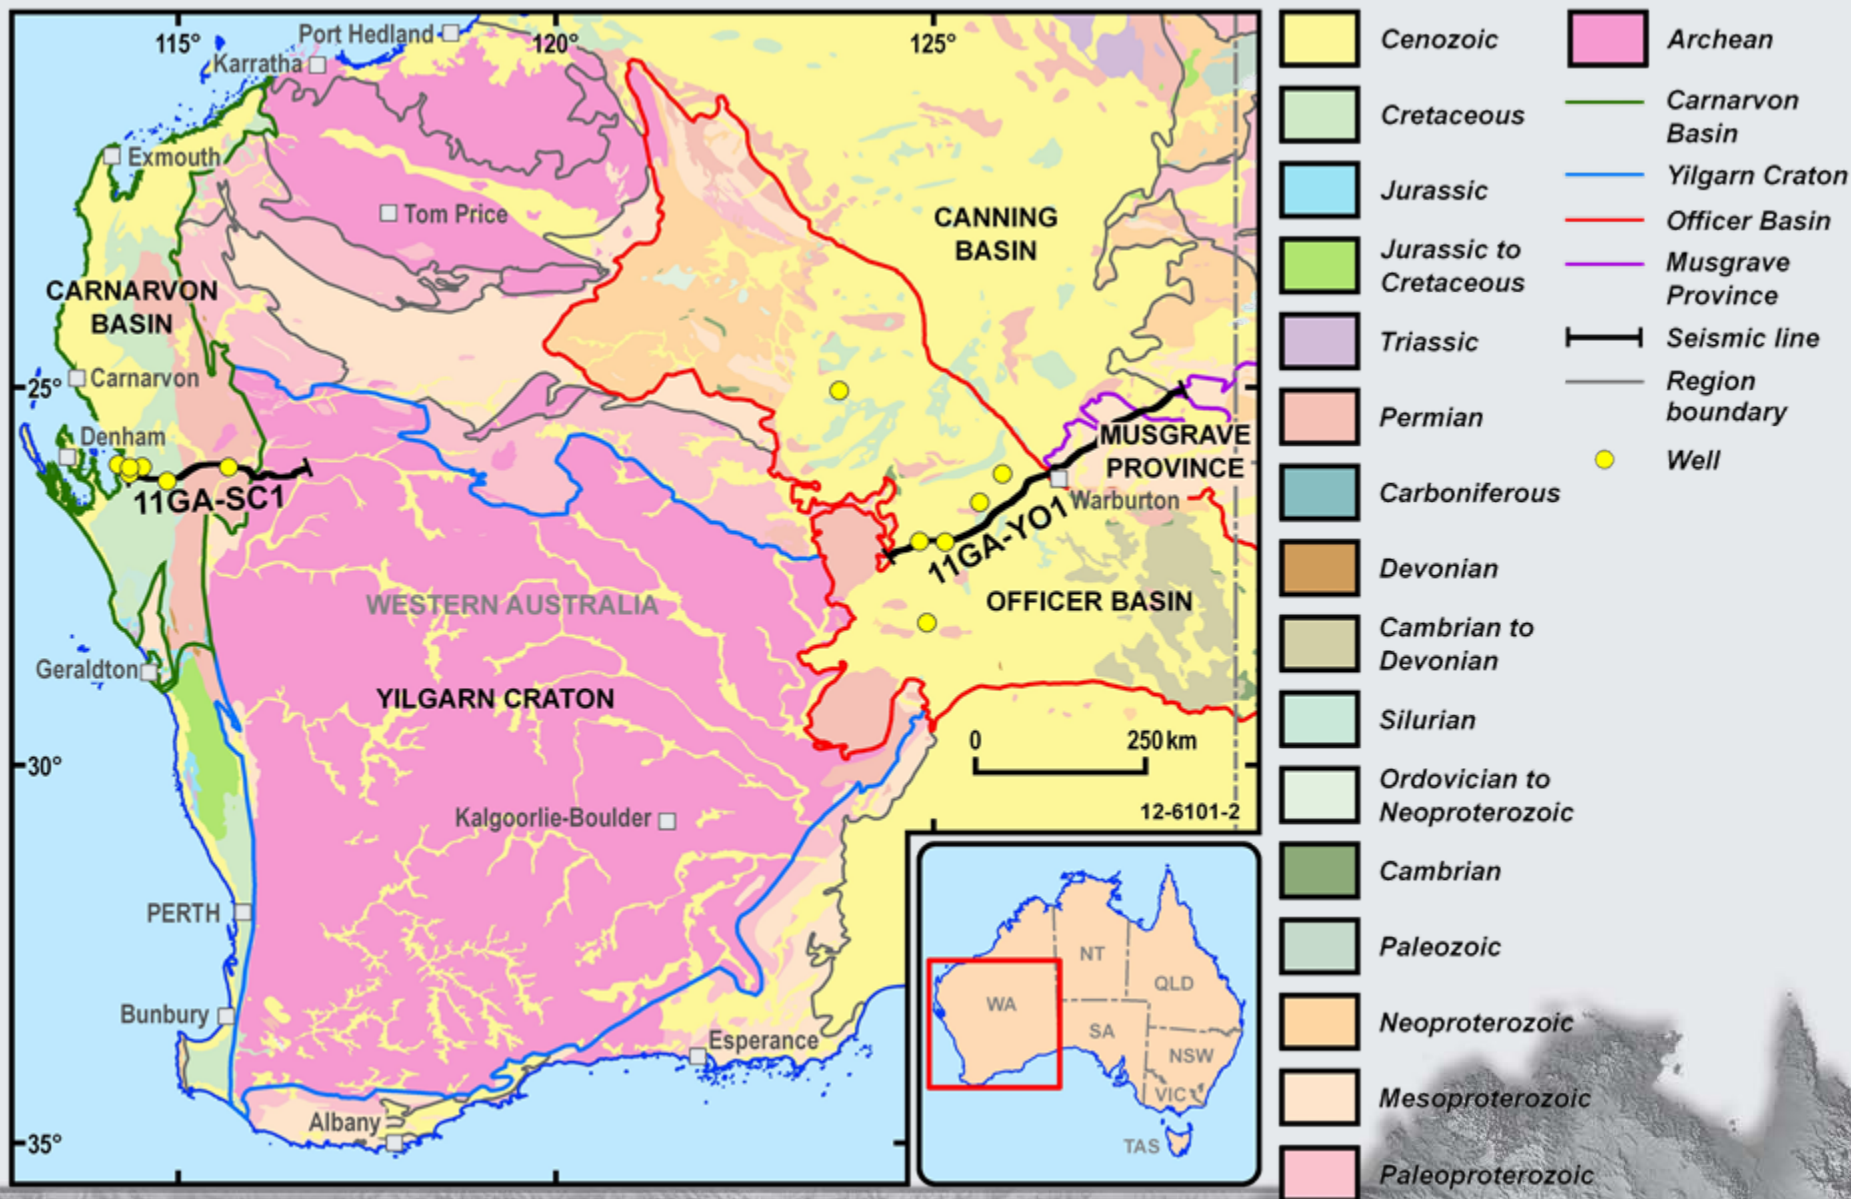 115°
120°
125°
Port Hedland
Karratha
Exmouth
Tom Price
CANNING
BASIN
CARNARVON
BASIN
25°
Carnarvon
Denham
11GA-SC1
MUSGRAVE
PROVINCE
Warburton
11GA-YO1
WESTERN AUSTRALIA
OFFICER BASIN
Geraldton
YILGARN CRATON
0
250 km
30°
12-6101-2
Kalgoorlie-Boulder
PERTH
Bunbury
Esperance
Albany
35°
NT
QLD
WA
SA
NSW
VIC
TAS
Cenozoic
Cretaceous
Jurassic
Jurassic to
Cretaceous
Triassic
Permian
Carboniferous
Devonian
Cambrian to
Devonian
Silurian
Ordovician to
Neoproterozoic
Cambrian
Paleozoic
Neoproterozoic
Mesoproterozoic
Paleoproterozoic
Archean
Carnarvon
Basin
Yilgarn Craton
Officer Basin
Musgrave
Province
Seismic line
Region
boundary
Well